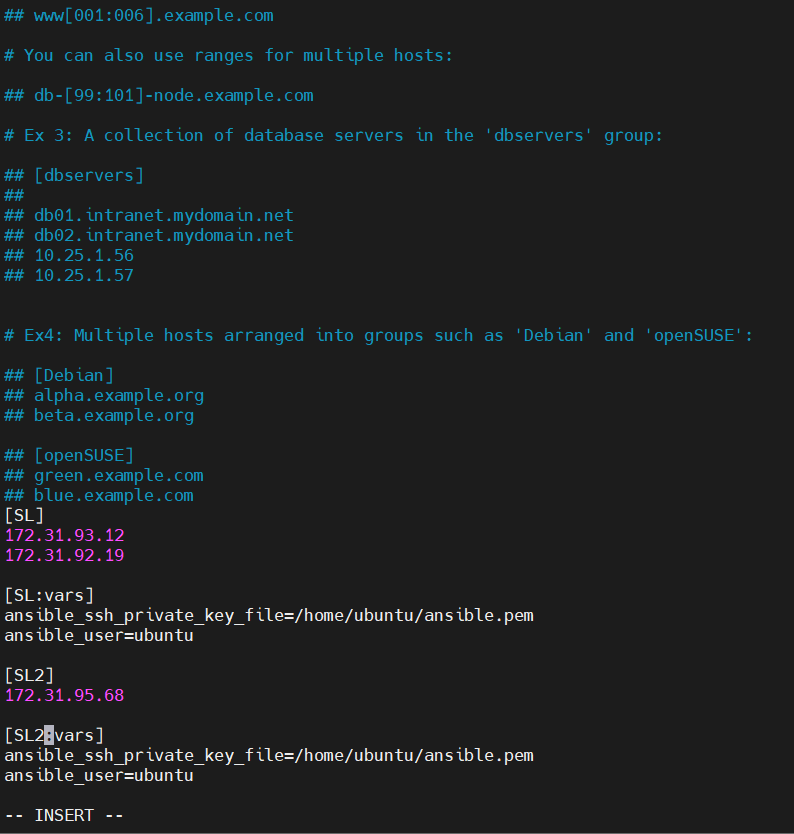 ## www[001:006].example.com
# You can also use ranges for multiple hosts:
## db-[99:101]-node.example.com
# Ex 3: A collection of database servers in the 'dbservers' group:
## [dbservers]
##
## db01.intranet.mydomain.net
## db02.intranet.mydomain.net
## 10.25.1.56
## 10.25.1.57
# Ex4: Multiple hosts arranged into groups such as 'Debian' and 'openSUSE':
## [Debian]
## alpha.example.org
## beta.example.org
## [openSUSE]
## green.example.com
## blue.example.com
[SL]
172.31.93.12
172.31.92.19
[SL:vars]
ansible_ssh_private_key_file=/home/ubuntu/ansible.pem
ansible_user=ubuntu
[SL2]
172.31.95.68
[SL2:vars]
ansible_ssh_private_key_file=/home/ubuntu/ansible.pem
ansible_user=ubuntu
-- INSERT --